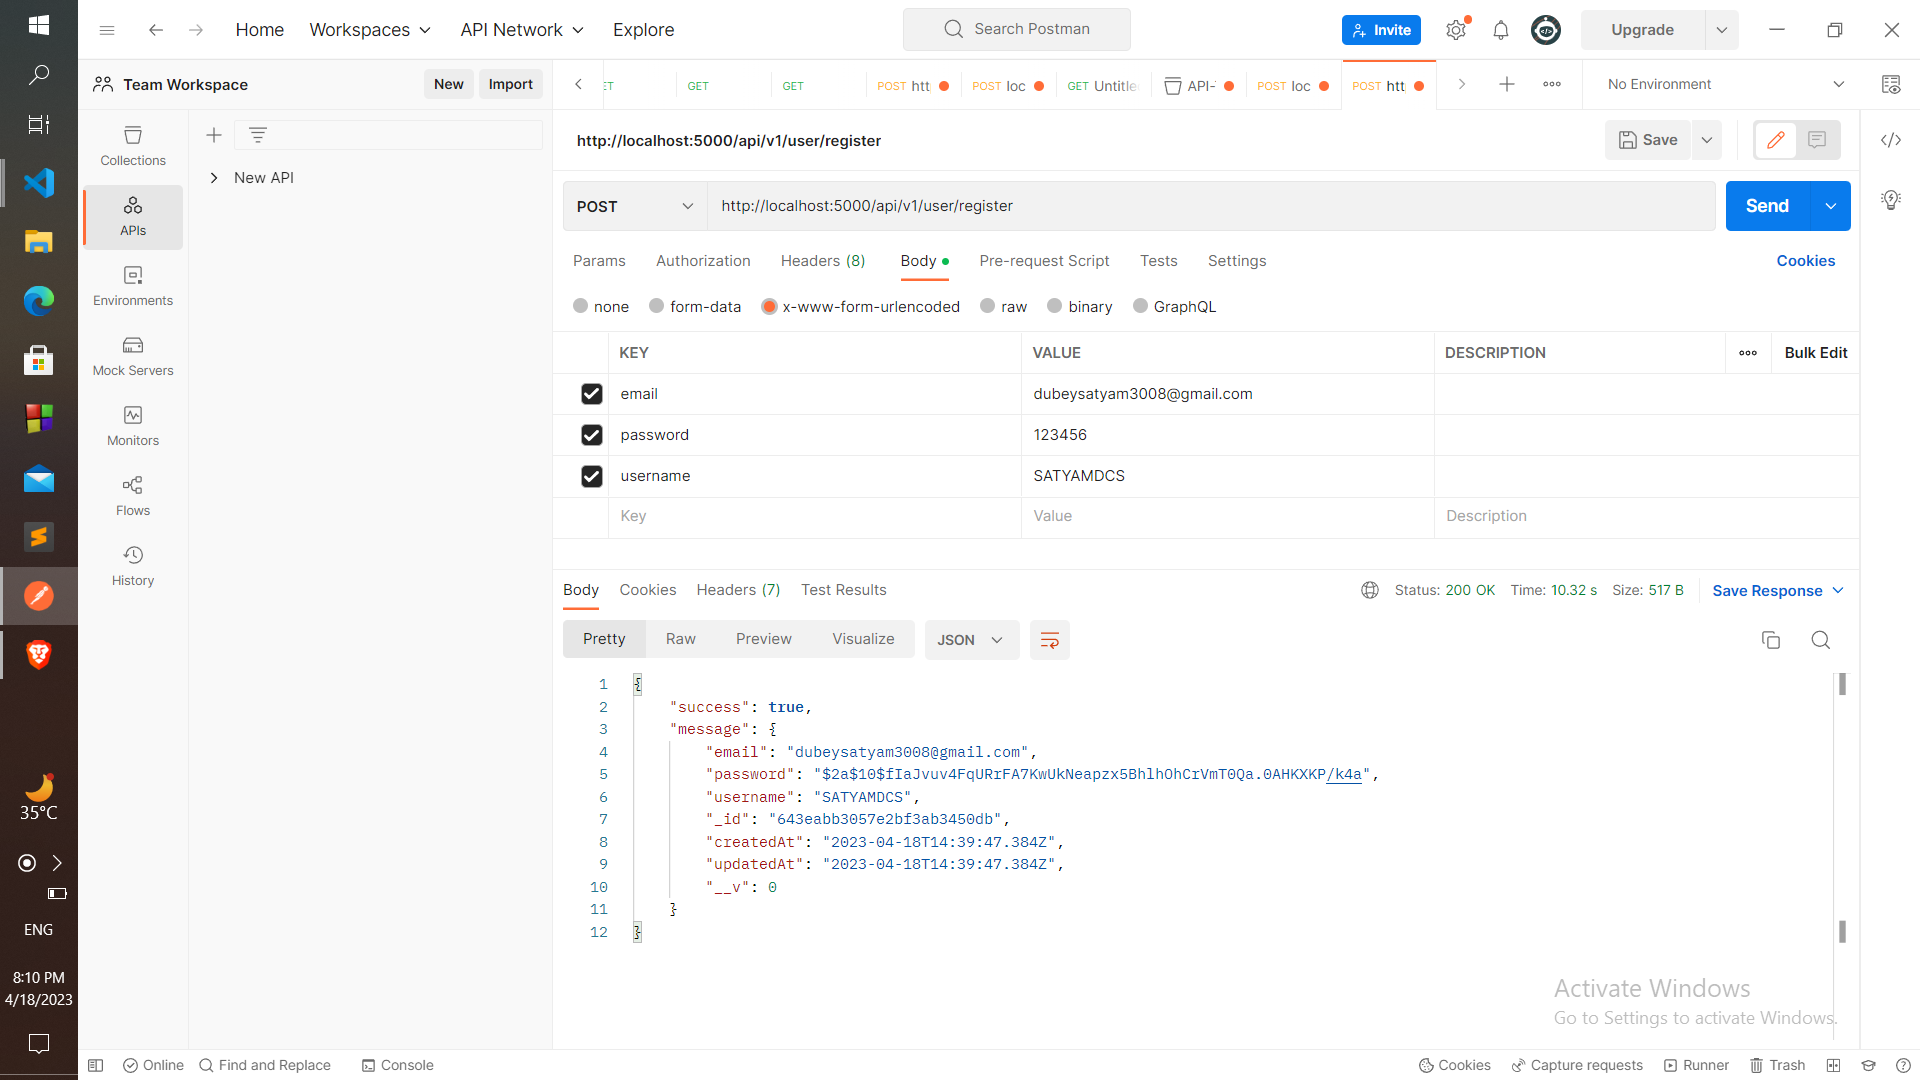 Home Workspaces API Network Explore Search Postman Invite Upgrade
Team Workspace New Import GET GET POST htt POST loc GET Untitle API- POST loc POST htt No Environment
http://localhost:5000/api/v1/user/register Save
Collections
New API
POST http://localhost:5000/api/v1/user/register Send
APIs
Params Authorization Headers (8) Body Pre-request Script Tests Settings Cookies
Environments
none form-data x-www-form-urlencoded raw binary GraphQL
Mock Servers
KEY VALUE DESCRIPTION Bulk Edit
email dubeysatyam3008@gmail.com
Monitors
password 123456
username SATYAMDCS
Flows
Key Value Description
History
Body Cookies Headers (7) Test Results Status: 200 OK Time: 10.32 s Size: 517 B Save Response
Pretty Raw Preview Visualize JSON
1 {
2 "success": true,
3 "message": {
4 "email": "dubeysatyam3008@gmail.com",
5 "password": "$2a$10$fIaJvuv4FqURrFA7KwUkNeapzx5BhlhOhCrVmT0Qa.0AHKXKP/k4a",
6 "username": "SATYAMDCS",
7 "_id": "643eabb3057e2bf3ab3450db",
8 "createdAt": "2023-04-18T14:39:47.384Z",
9 "updatedAt": "2023-04-18T14:39:47.384Z",
10 "__v": 0
11 }
12 }
35°C
ENG
8:10 PM
4/18/2023
Activate Windows
Go to Settings to activate Windows.
Online Find and Replace Console Cookies Capture requests Runner Trash